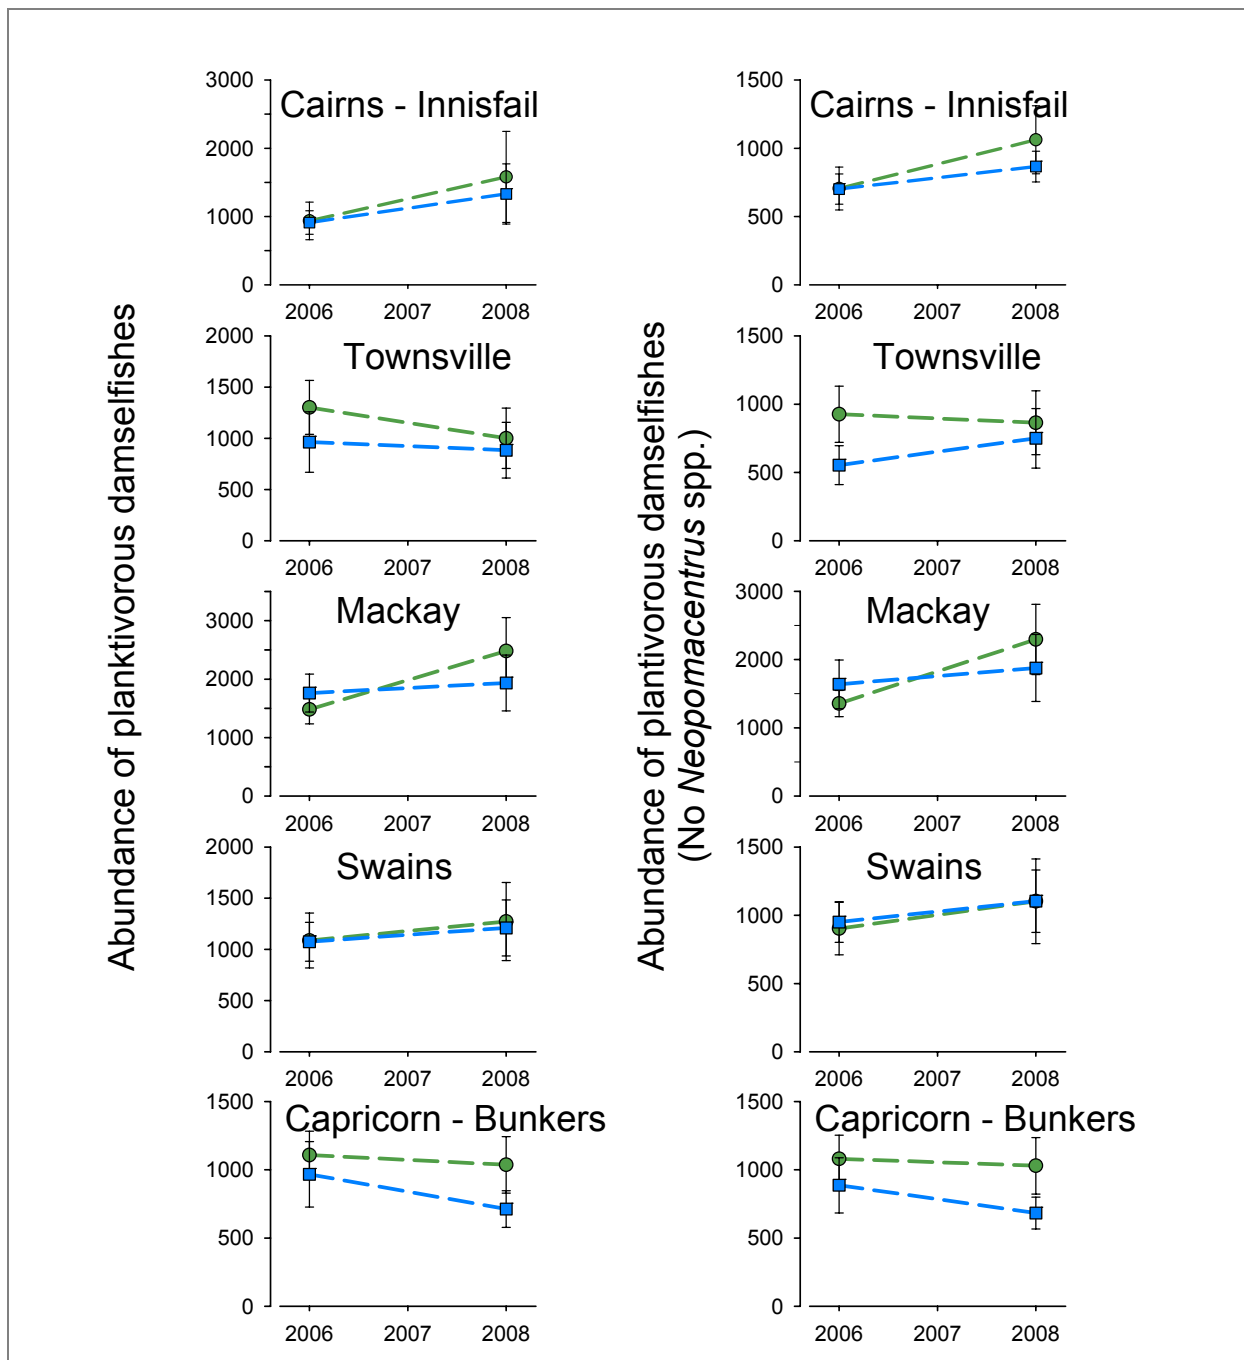 Abundance of planktivorous damselfishes
3000
2000
1000
0
Cairns - Innisfail
2006 2007 2008
2000
1500
1000
500
0
Townsville
2006 2007 2008
3000
2000
1000
0
Mackay
2006 2007 2008
2000
1500
1000
500
0
Swains
2006 2007 2008
1500
1000
500
0
Capricorn - Bunkers
2006 2007 2008
Abundance of plantivorous damselfishes
(No Neopomacentrus spp.)
1500
1000
500
0
Cairns - Innisfail
2006 2007 2008
1500
1000
500
0
Townsville
2006 2007 2008
3000
2000
1000
0
Mackay
2006 2007 2008
1500
1000
500
0
Swains
2006 2007 2008
1500
1000
500
0
Capricorn - Bunkers
2006 2007 2008